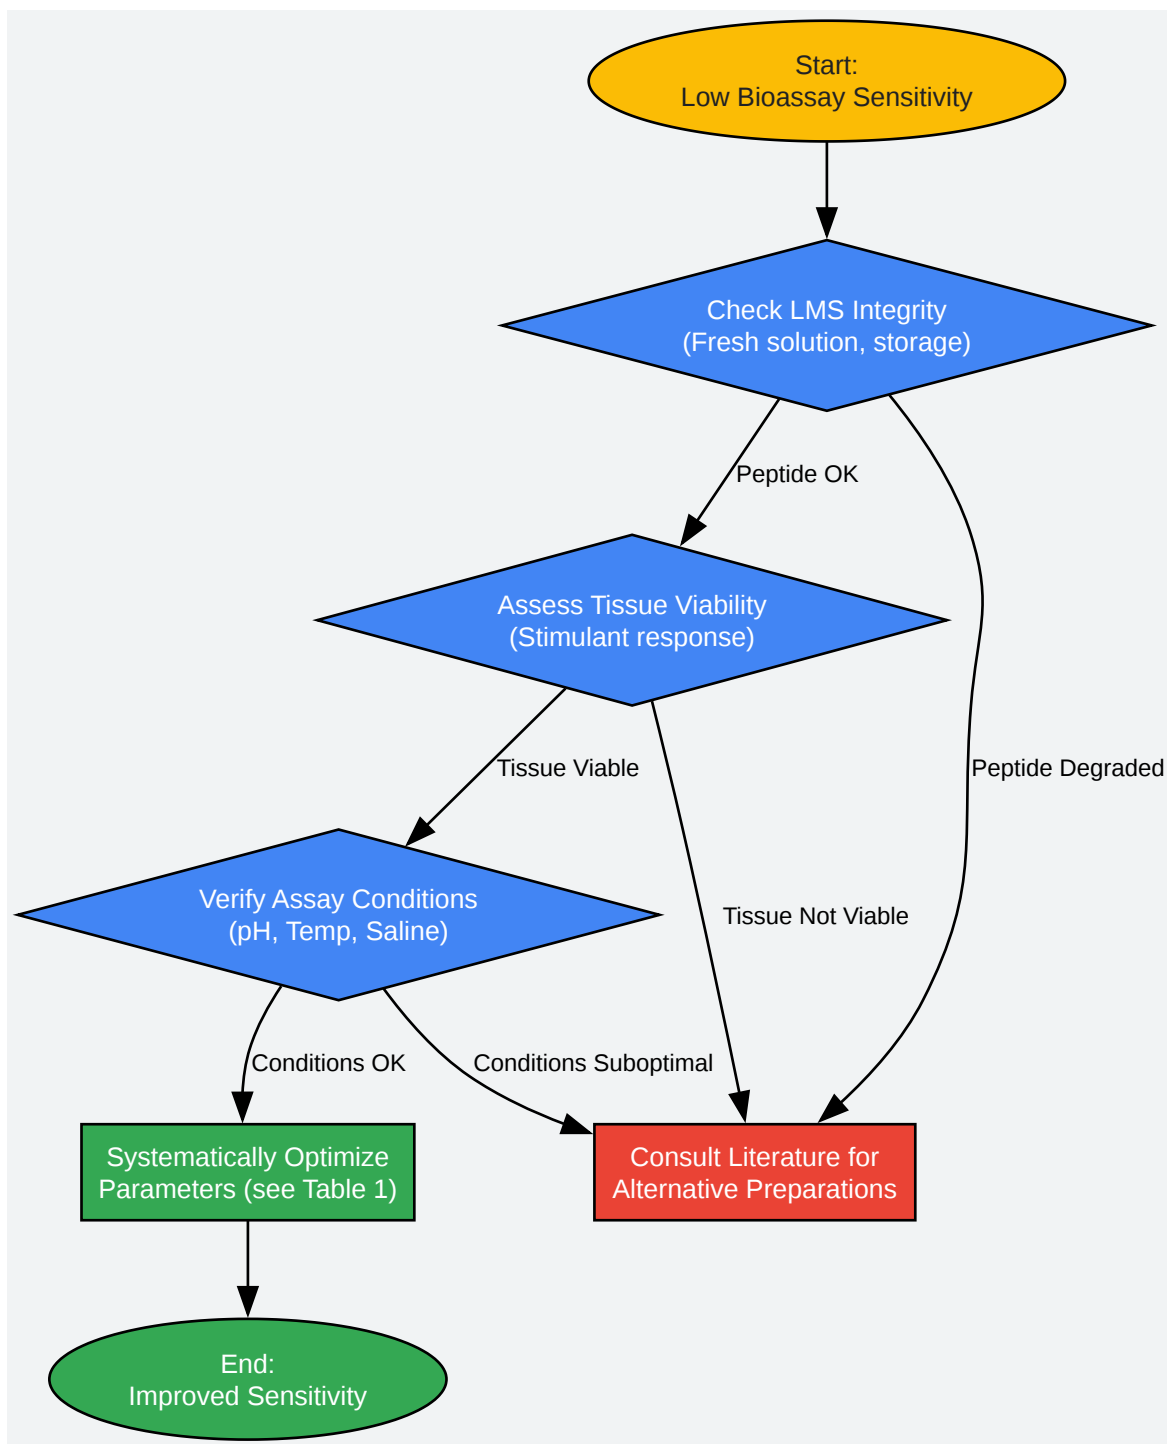 Start:
Low Bioassay Sensitivity
Check LMS Integrity
(Fresh solution, storage)
Peptide OK
Assess Tissue Viability
(Stimulant response)
Tissue Viable
Peptide Degraded
Verify Assay Conditions
(pH, Temp, Saline)
Tissue Not Viable
Conditions OK
Conditions Suboptimal
Systematically Optimize
Parameters (see Table 1)
Consult Literature for
Alternative Preparations
End:
Improved Sensitivity